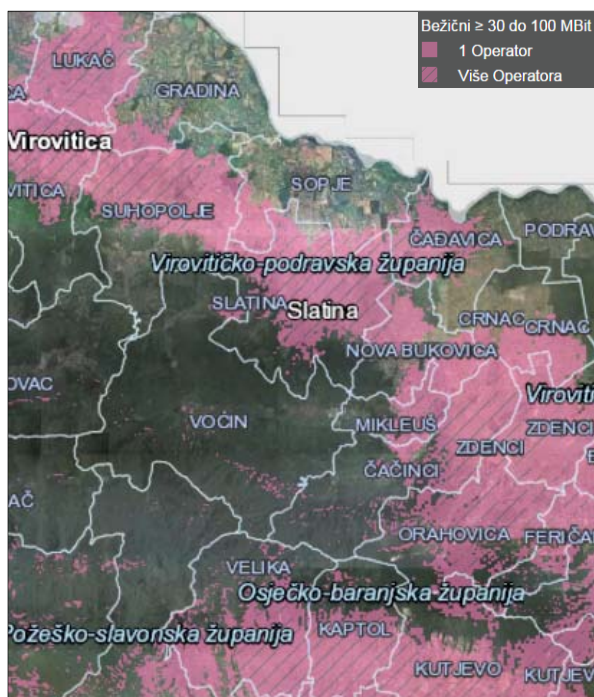 Bežični ≥ 30 do 100 MBit
1 Operator
Više Operatora
LUKAČ
CA
GRADINA
Virovitica
VITICA
SUHOPOLJE
SOPJE
ČAĐAVICA
PODRAV
Virovitičko-podravska županija
SLATINA
Slatina
CRNAC
CRNAC
NOVA BUKOVICA
OVAC
Viroviti
VOĆIN
MIKLEUŠ
ZDENCI
ZDENCI
ČAČINCI
AČ
ORAHOVICA
FERIČA
VELIKA
Osječko-baranjska županija
Požeško-slavonska županija
KAPTOL
KUTJEVO
KUTJEV